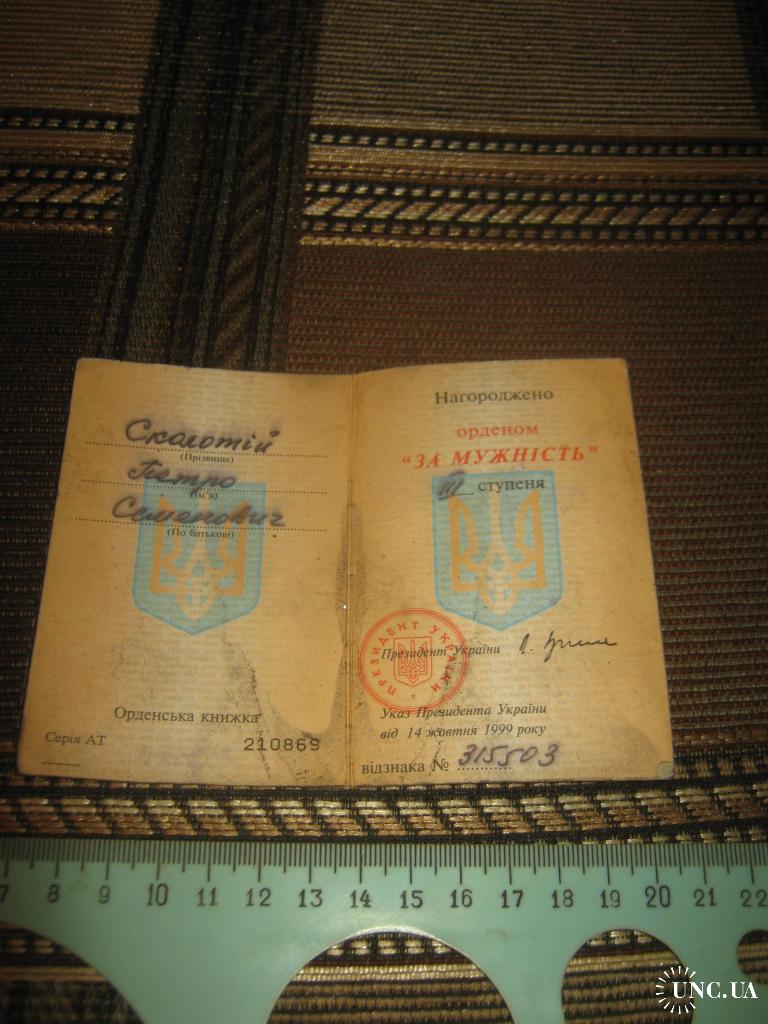 Сколотій
(Прізвище)
Петро
(Ім'я)
Семенович
(По батькові)
Орденська книжка
Серія АТ
210869
Нагороджено
орденом
"ЗА МУЖНІСТЬ"
III ступеня
Президент України
ПРЕЗИДЕНТ УКРАЇНИ
Указ Президента України
від 14 жовтня 1999 року
відзнака № 315503
7 8 9 10 11 12 13 14 15 16 17 18 19 20 21 22
UNC.UA